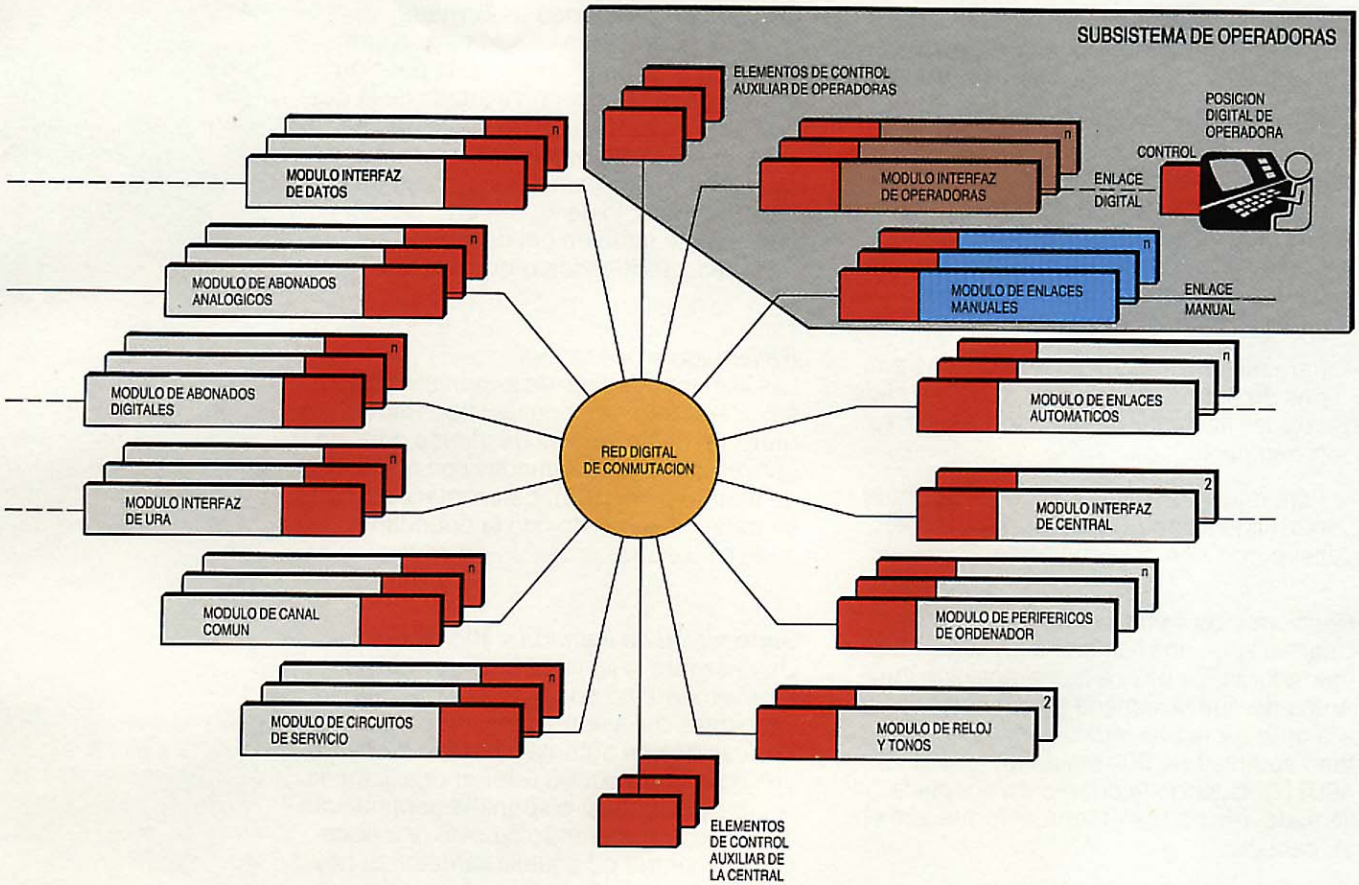 SUBSISTEMA DE OPERADORAS
ELEMENTOS DE CONTROL
AUXILIAR DE OPERADORAS
POSICION
DIGITAL DE
OPERADORA
CONTROL
n
MODULO INTERFAZ
DE OPERADORAS
ENLACE
DIGITAL
n
MODULO DE ENLACES
MANUALES
ENLACE
MANUAL
n
MODULO INTERFAZ
DE DATOS
n
MODULO DE ABONADOS
ANALOGICOS
n
MODULO DE ABONADOS
DIGITALES
n
MODULO INTERFAZ
DE URA
n
MODULO DE CANAL
COMUN
n
MODULO DE CIRCUITOS
DE SERVICIO
RED DIGITAL
DE CONMUTACION
n
MODULO DE ENLACES
AUTOMATICOS
2
MODULO INTERFAZ
DE CENTRAL
n
MODULO DE PERIFERICOS
DE ORDENADOR
2
MODULO DE RELOJ
Y TONOS
ELEMENTOS
DE CONTROL
AUXILIAR DE
LA CENTRAL